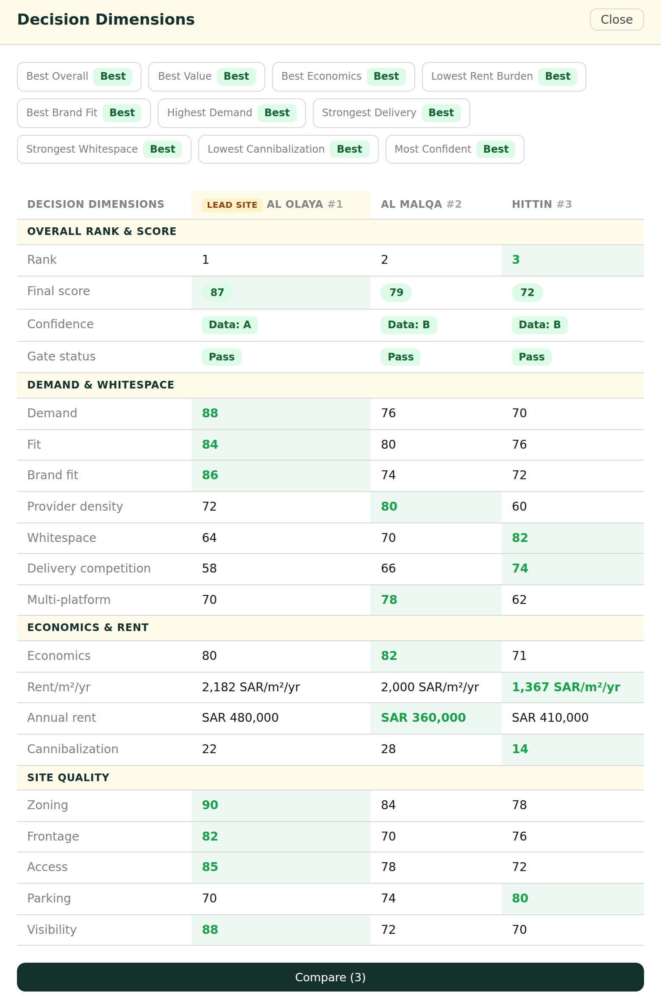 Decision Dimensions Close
Best Overall Best Best Value Best Best Economics Best Lowest Rent Burden Best
Best Brand Fit Best Highest Demand Best Strongest Delivery Best
Strongest Whitespace Best Lowest Cannibalization Best Most Confident Best
DECISION DIMENSIONS LEAD SITE AL OLAYA #1 AL MALQA #2 HITTIN #3
OVERALL RANK & SCORE
Rank 1 2 3
Final score 87 79 72
Confidence Data: A Data: B Data: B
Gate status Pass Pass Pass
DEMAND & WHITESPACE
Demand 88 76 70
Fit 84 80 76
Brand fit 86 74 72
Provider density 72 80 60
Whitespace 64 70 82
Delivery competition 58 66 74
Multi-platform 70 78 62
ECONOMICS & RENT
Economics 80 82 71
Rent/m²/yr 2,182 SAR/m²/yr 2,000 SAR/m²/yr 1,367 SAR/m²/yr
Annual rent SAR 480,000 SAR 360,000 SAR 410,000
Cannibalization 22 28 14
SITE QUALITY
Zoning 90 84 78
Frontage 82 70 76
Access 85 78 72
Parking 70 74 80
Visibility 88 72 70
Compare (3)